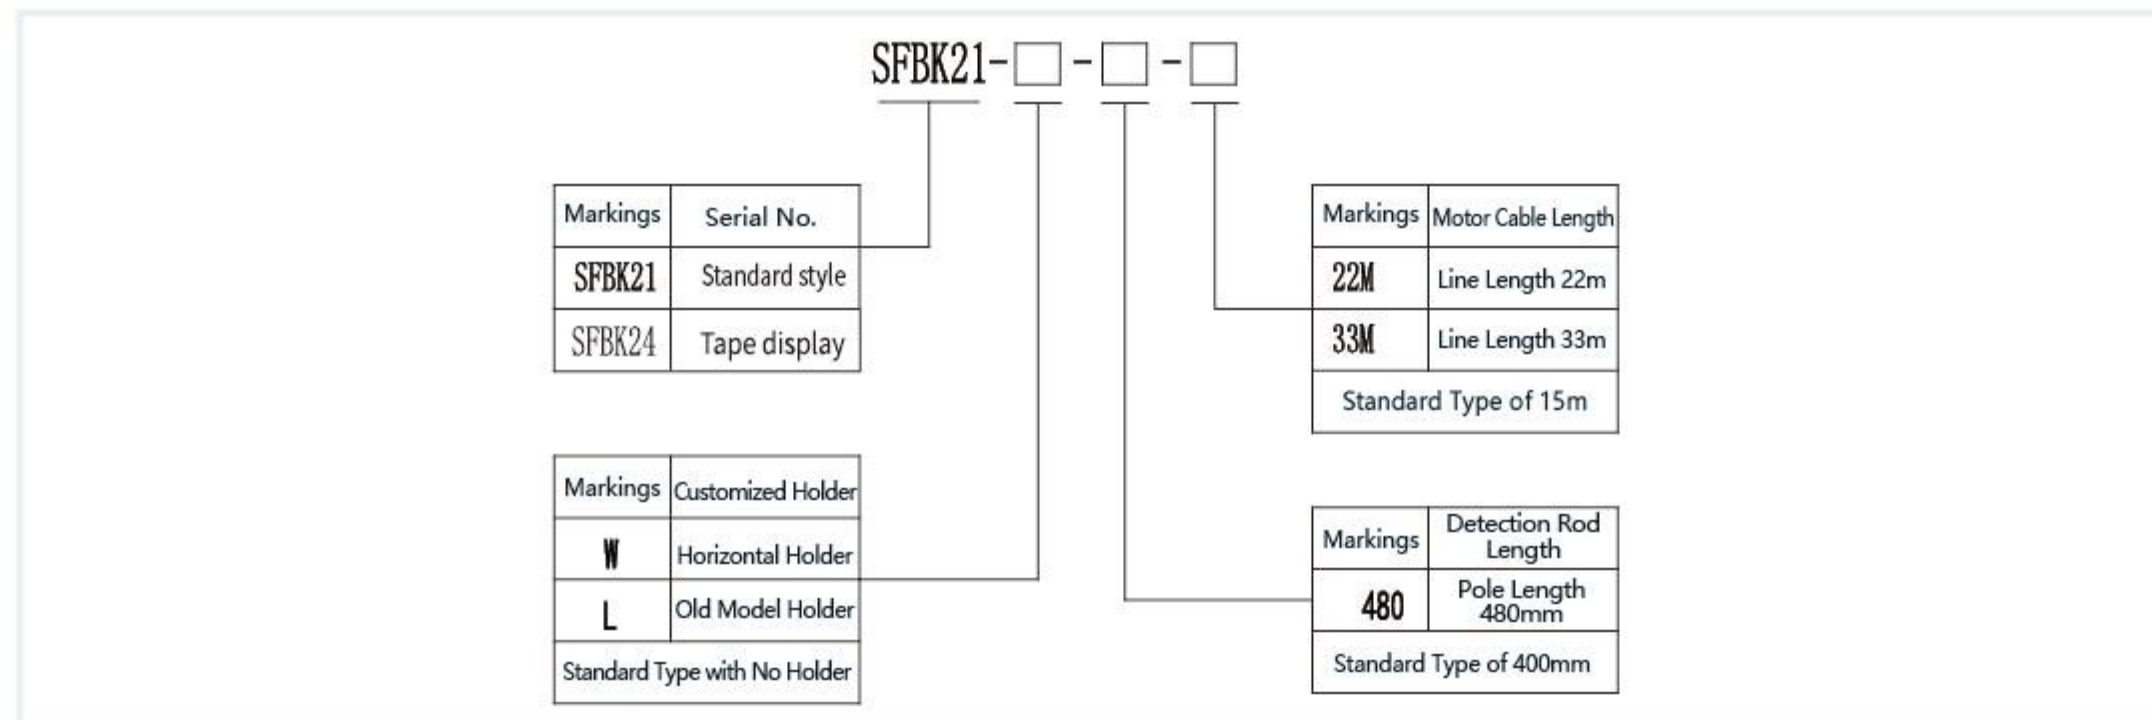 SFBK21-□-□-□
Markings Serial No.
SFBK21 Standard style
SFBK24 Tape display
Markings Motor Cable Length
22M Line Length 22m
33M Line Length 33m
Standard Type of 15m
Markings Customized Holder
W Horizontal Holder
L Old Model Holder
Standard Type with No Holder
Markings Detection Rod
Length
480 Pole Length
480mm
Standard Type of 400mm